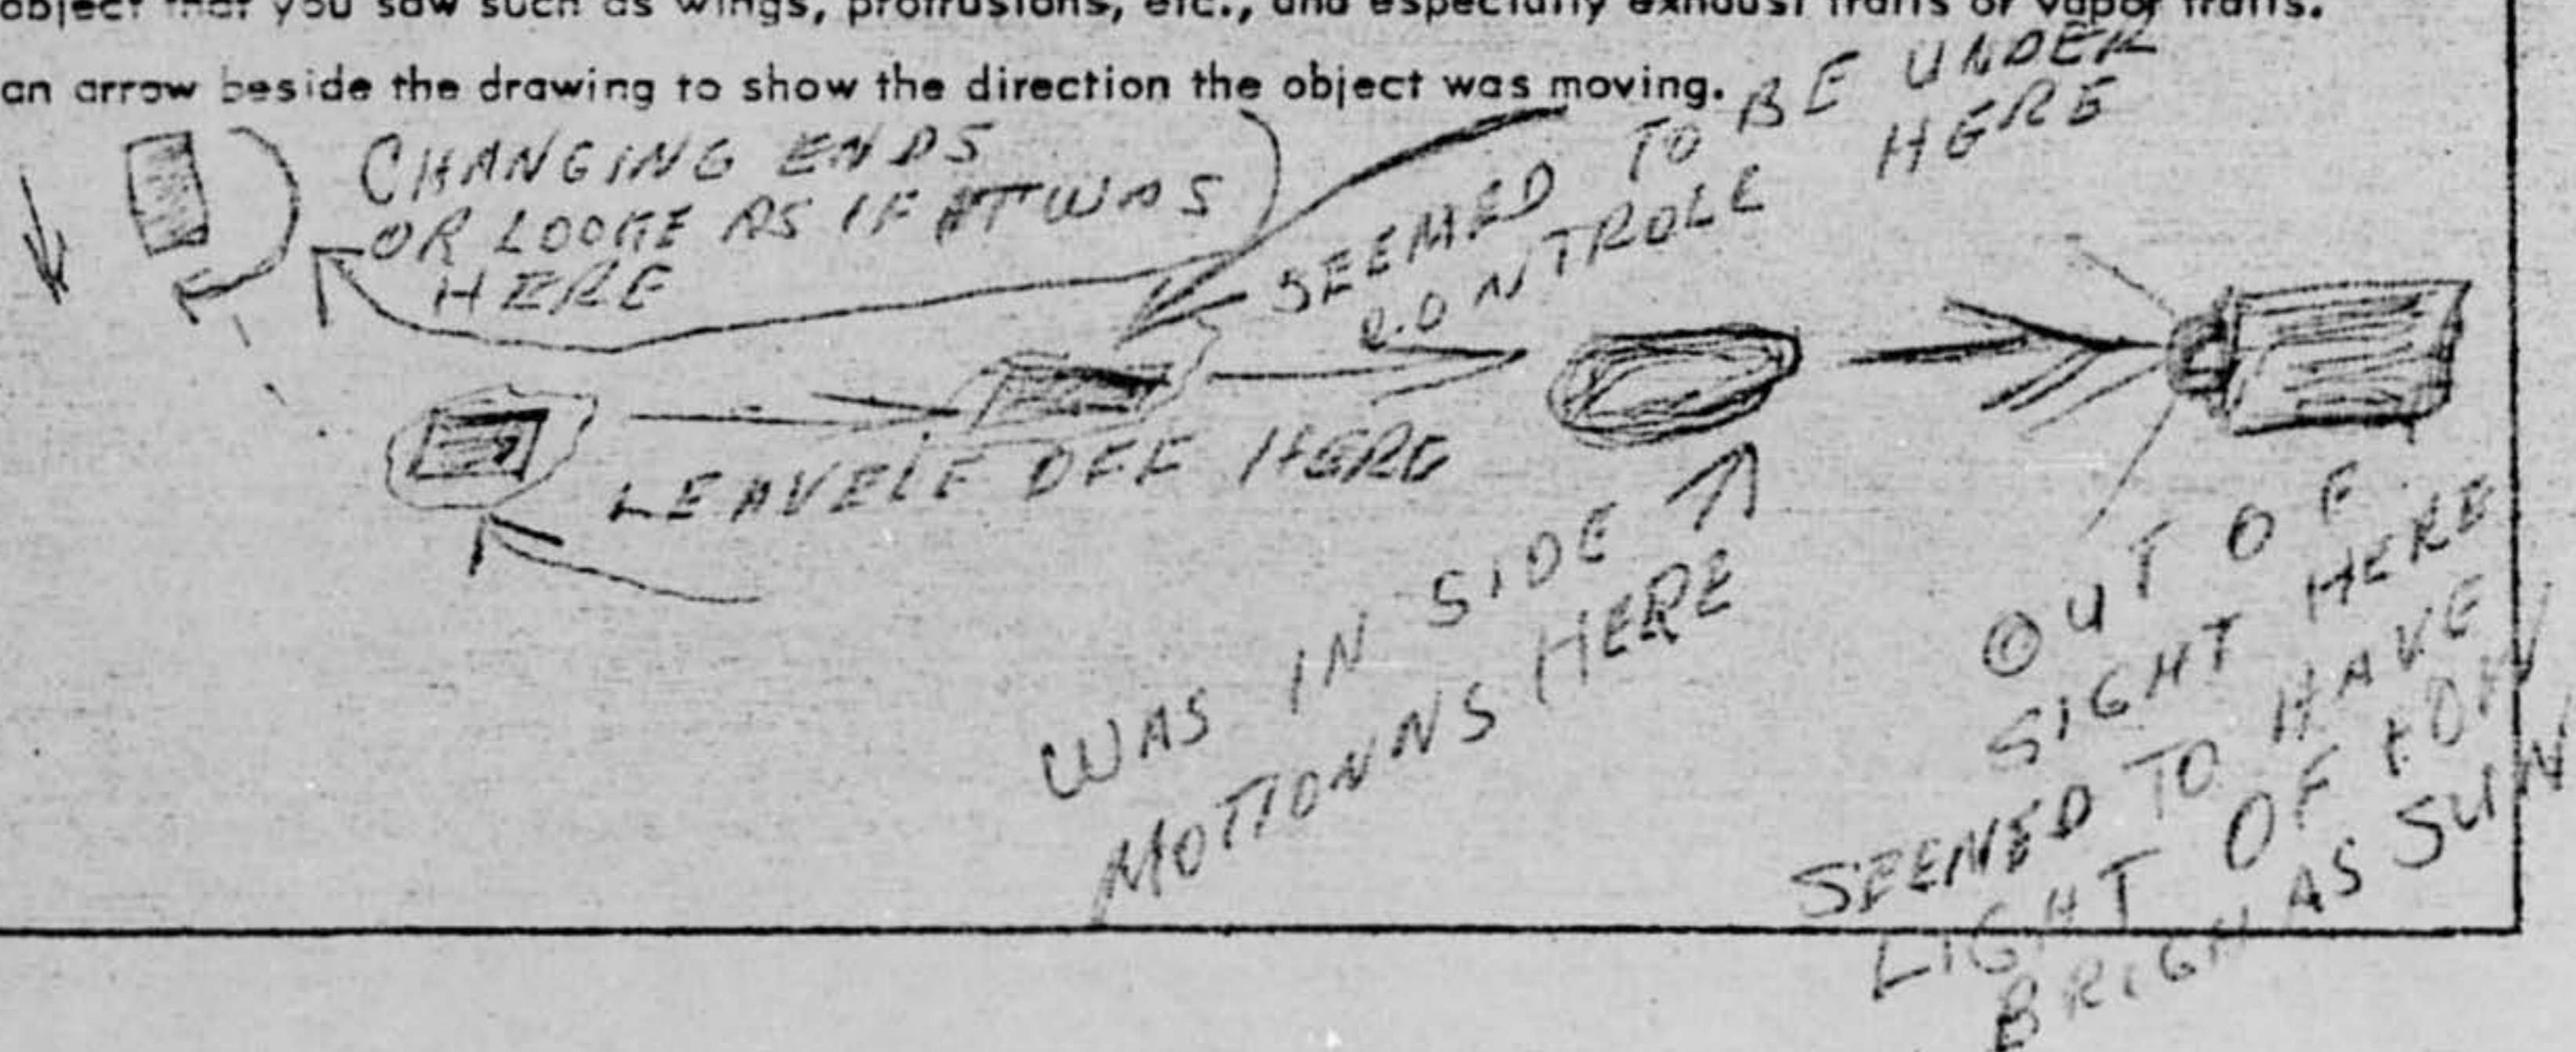 object that you saw such as wings, protrusions, etc., and especially exhaust trails or vapor trails.
an arrow beside the drawing to show the direction the object was moving.
CHANGING ENDS
OR LOOKE AS IF IT WAS
HERE
SEEMED TO BE UNDER
CONTROLE HERE
LEAVELE OFF HERE
WAS IN SIDE
MOTIONNS HERE
OUT OF
SIGHT HERE
SEENED TO HAVE
LIGHT OF
BRIGH AS SUN